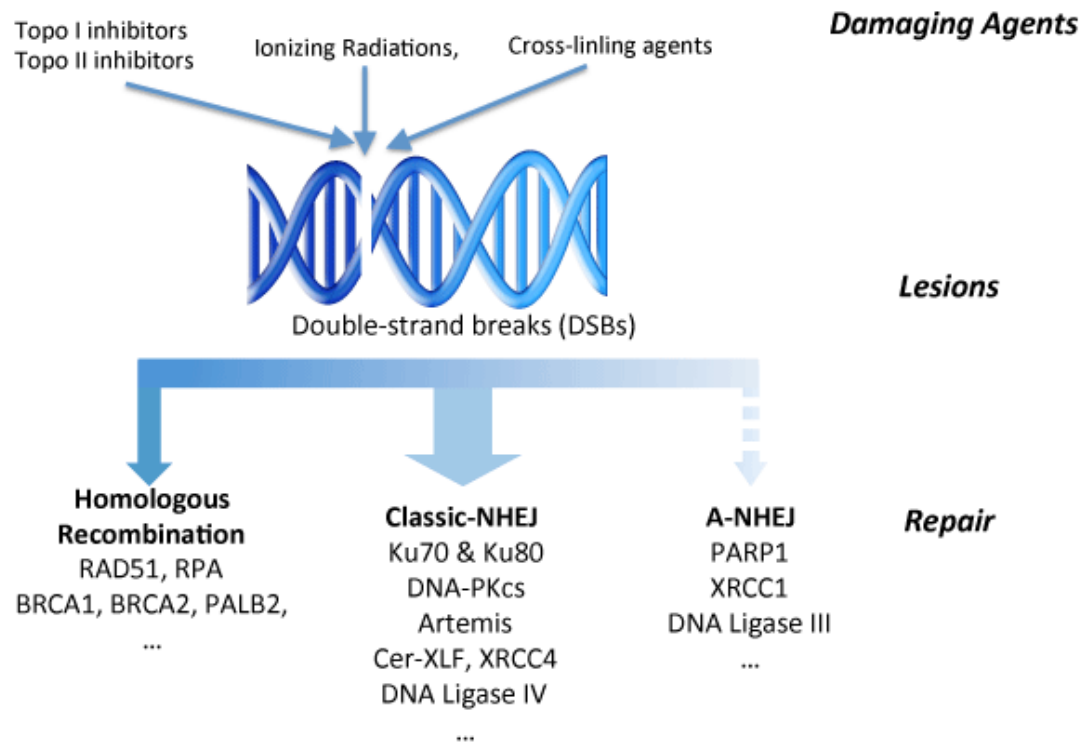 Topo I inhibitors
Topo II inhibitors
Ionizing Radiations,
Cross-linling agents
Damaging Agents
Lesions
Double-strand breaks (DSBs)
Homologous
Recombination
RAD51, RPA
BRCA1, BRCA2, PALB2,
...
Classic-NHEJ
Ku70 & Ku80
DNA-PKcs
Artemis
Cer-XLF, XRCC4
DNA Ligase IV
...
A-NHEJ
PARP1
XRCC1
DNA Ligase III
...
Repair